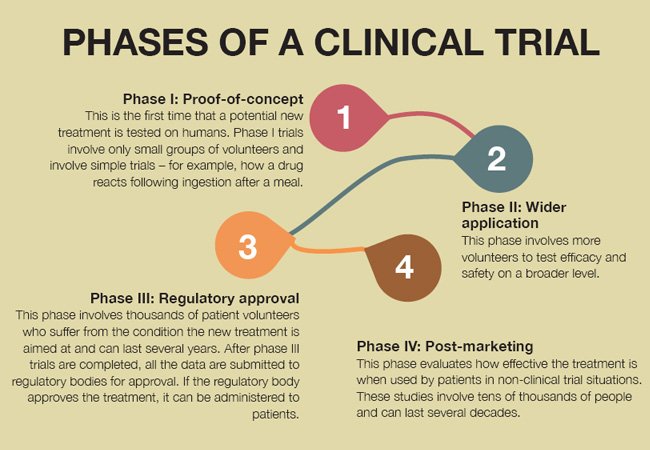 PHASES OF A CLINICAL TRIAL
1
Phase I: Proof-of-concept
This is the first time that a potential new
treatment is tested on humans. Phase I trials
involve only small groups of volunteers and
involve simple trials – for example, how a drug
reacts following ingestion after a meal.
2
Phase II: Wider
application
This phase involves more
volunteers to test efficacy and
safety on a broader level.
3
Phase III: Regulatory approval
This phase involves thousands of patient volunteers
who suffer from the condition the new treatment is
aimed at and can last several years. After phase III
trials are completed, all the data are submitted to
regulatory bodies for approval. If the regulatory body
approves the treatment, it can be administered to
patients.
4
Phase IV: Post-marketing
This phase evaluates how effective the treatment is
when used by patients in non-clinical trial situations.
These studies involve tens of thousands of people
and can last several decades.